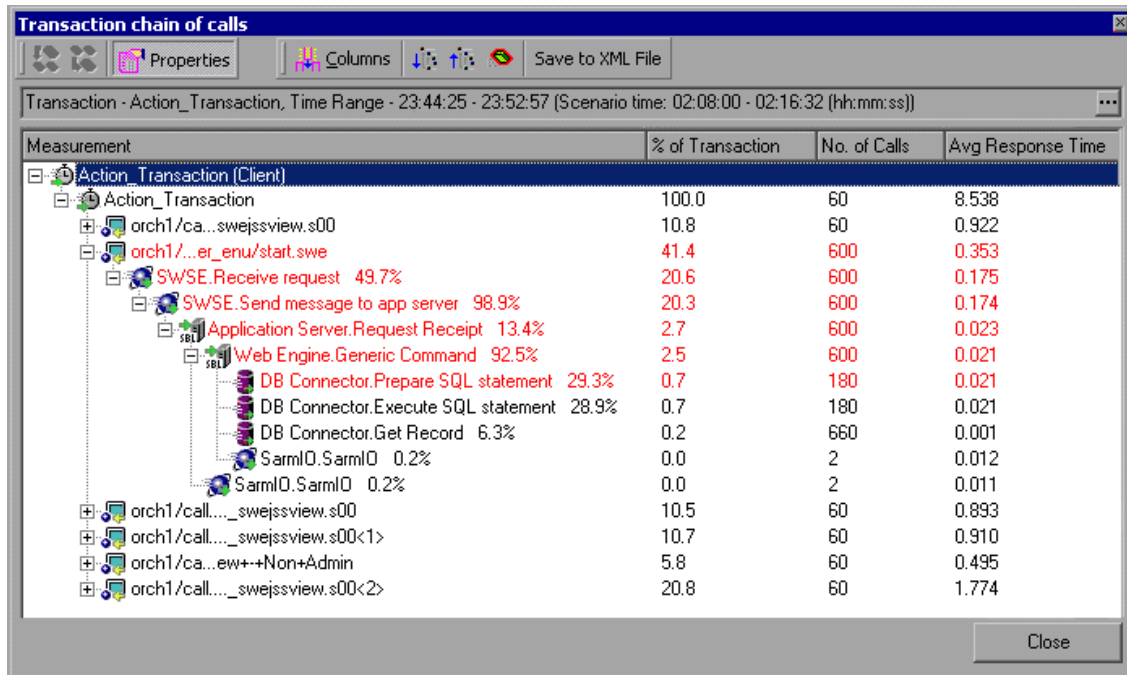 Transaction chain of calls
Properties Columns Save to XML File
Transaction - Action_Transaction, Time Range - 23:44:25 - 23:52:57 (Scenario time: 02:08:00 - 02:16:32 (hh:mm:ss)) ...
Measurement % of Transaction No. of Calls Avg Response Time
Action_Transaction (Client)
Action_Transaction 100.0 60 8.538
orch1/ca...swejssview.s00 10.8 60 0.922
orch1/...er_enu/start.swe 41.4 600 0.353
SWSE.Receive request 49.7% 20.6 600 0.175
SWSE.Send message to app server 98.9% 20.3 600 0.174
SBL Application Server.Request Receipt 13.4% 2.7 600 0.023
SBL Web Engine.Generic Command 92.5% 2.5 600 0.021
DB Connector.Prepare SQL statement 29.3% 0.7 180 0.021
DB Connector.Execute SQL statement 28.9% 0.7 180 0.021
DB Connector.Get Record 6.3% 0.2 660 0.001
SarmIO.SarmIO 0.2% 0.0 2 0.012
SarmIO.SarmIO 0.2% 0.0 2 0.011
orch1/call...._swejssview.s00 10.5 60 0.893
orch1/call...._swejssview.s00<1> 10.7 60 0.910
orch1/ca...ew+-+Non+Admin 5.8 60 0.495
orch1/call...._swejssview.s00<2> 20.8 60 1.774
Close